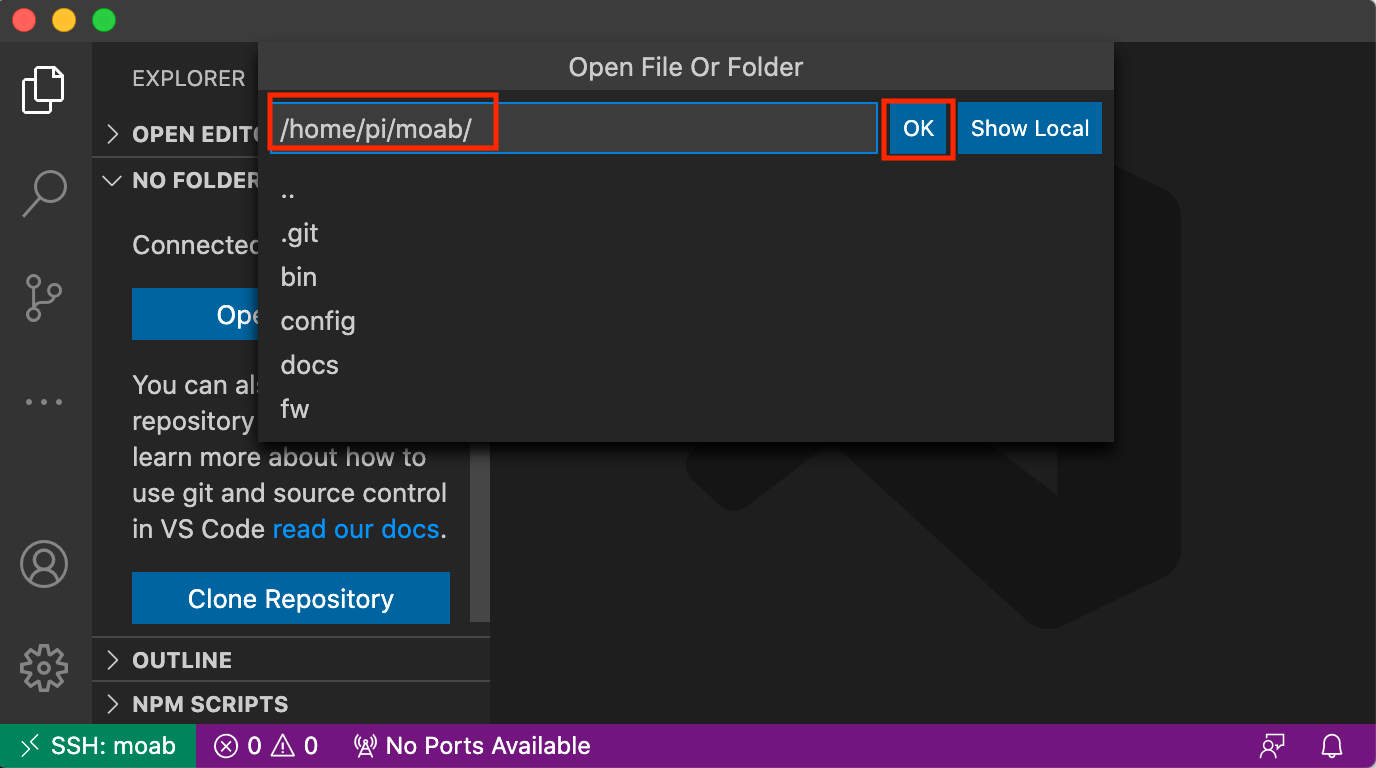 Open File Or Folder
/home/pi/moab/
OK
Show Local
..
.git
bin
config
docs
fw
EXPLORER
OPEN EDITO
NO FOLDER
Connected
Ope
You can als
repository
learn more about how to
use git and source control
in VS Code read our docs.
Clone Repository
OUTLINE
NPM SCRIPTS
SSH: moab
0
0
No Ports Available